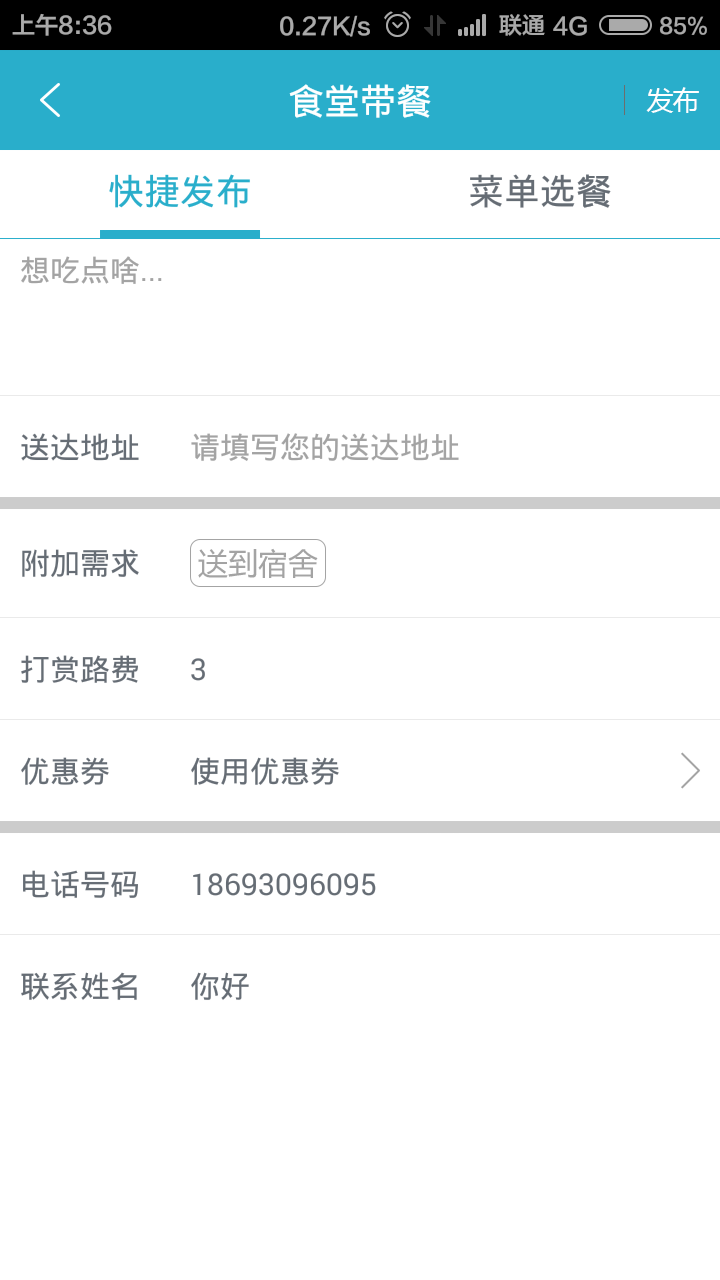 上午8:36 0.27K/s 联通 4G 85%
食堂带餐 发布
快捷发布 菜单选餐
想吃点啥...
送达地址 请填写您的送达地址
附加需求 送到宿舍
打赏路费 3
优惠券 使用优惠券
电话号码 18693096095
联系姓名 你好